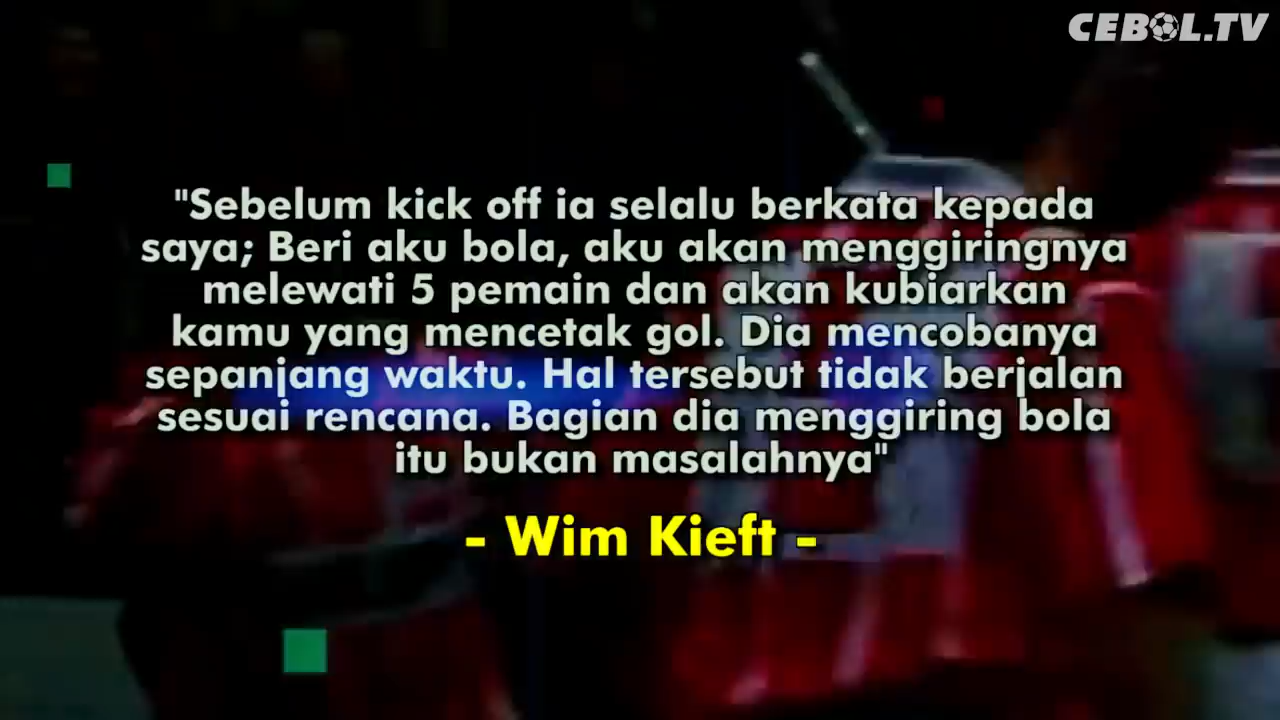 CEBOL.TV
"Sebelum kick off ia selalu berkata kepada
saya; Beri aku bola, aku akan menggiringnya
melewati 5 pemain dan akan kubiarkan
kamu yang mencetak gol. Dia mencobanya
sepanjang waktu. Hal tersebut tidak berjalan
sesuai rencana. Bagian dia menggiring bola
itu bukan masalahnya"
- Wim Kieft -